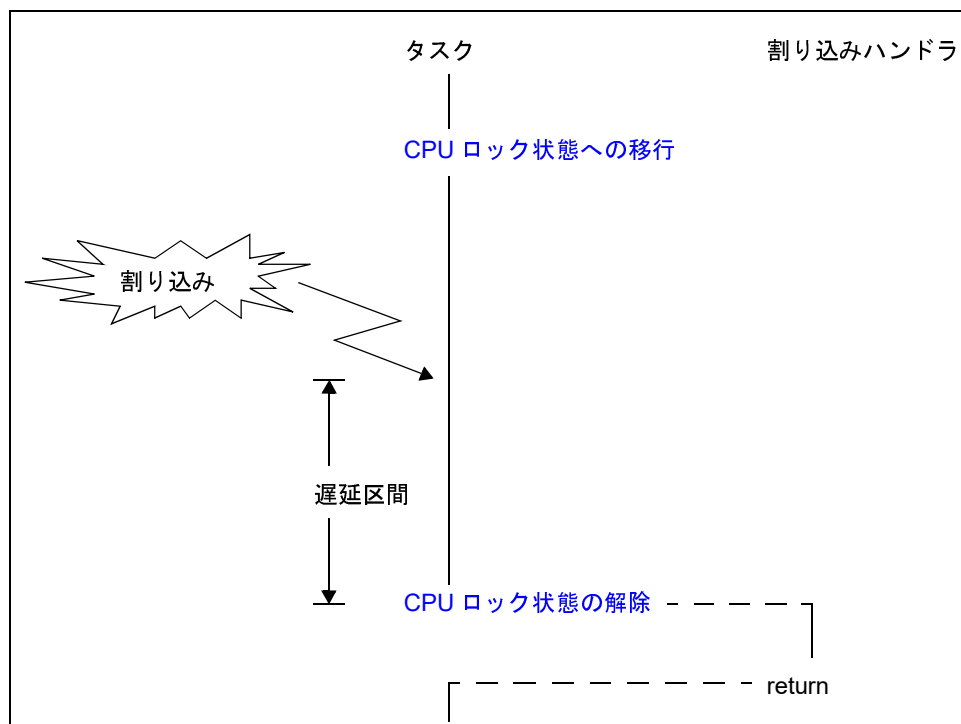 タスク
割り込みハンドラ
CPU ロック状態への移行
割り込み
遅延区間
CPU ロック状態の解除
return